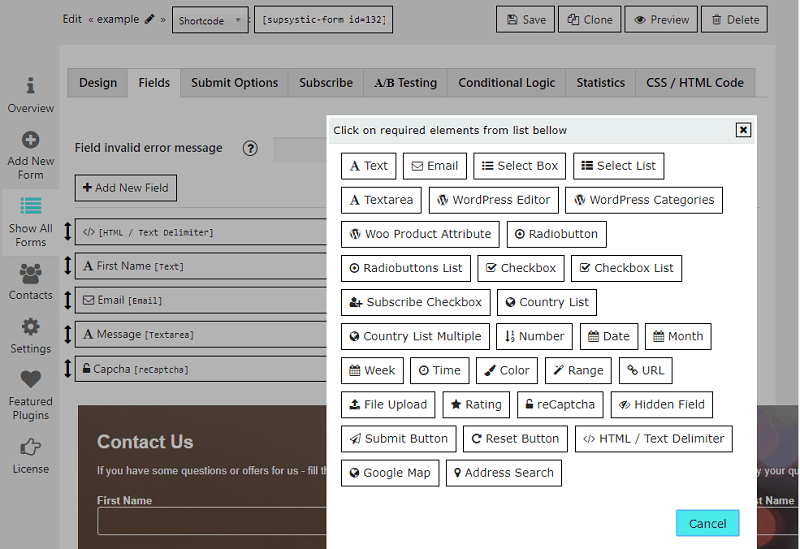 Edit « example » Shortcode : [supsystic-form id=132] Save Clone Preview Delete
Overview
Add New
Form
Show All
Forms
Contacts
Settings
Featured
Plugins
License
Design Fields Submit Options Subscribe A/B Testing Conditional Logic Statistics CSS / HTML Code
Field invalid error message ?
Add New Field
</> [HTML / Text Delimiter]
A First Name [Text]
Email [Email]
A Message [Textarea]
Capcha [reCaptcha]
Contact Us
If you have some questions or offers for us - fill th
First Name
Click on required elements from list bellow
A Text Email Select Box Select List
A Textarea WordPress Editor WordPress Categories
Woo Product Attribute Radiobutton
Radiobuttons List Checkbox Checkbox List
Subscribe Checkbox Country List
Country List Multiple Number Date Month
Week Time Color Range URL
File Upload Rating reCaptcha Hidden Field
Submit Button Reset Button </> HTML / Text Delimiter
Google Map Address Search
Cancel
y your qu
st Name